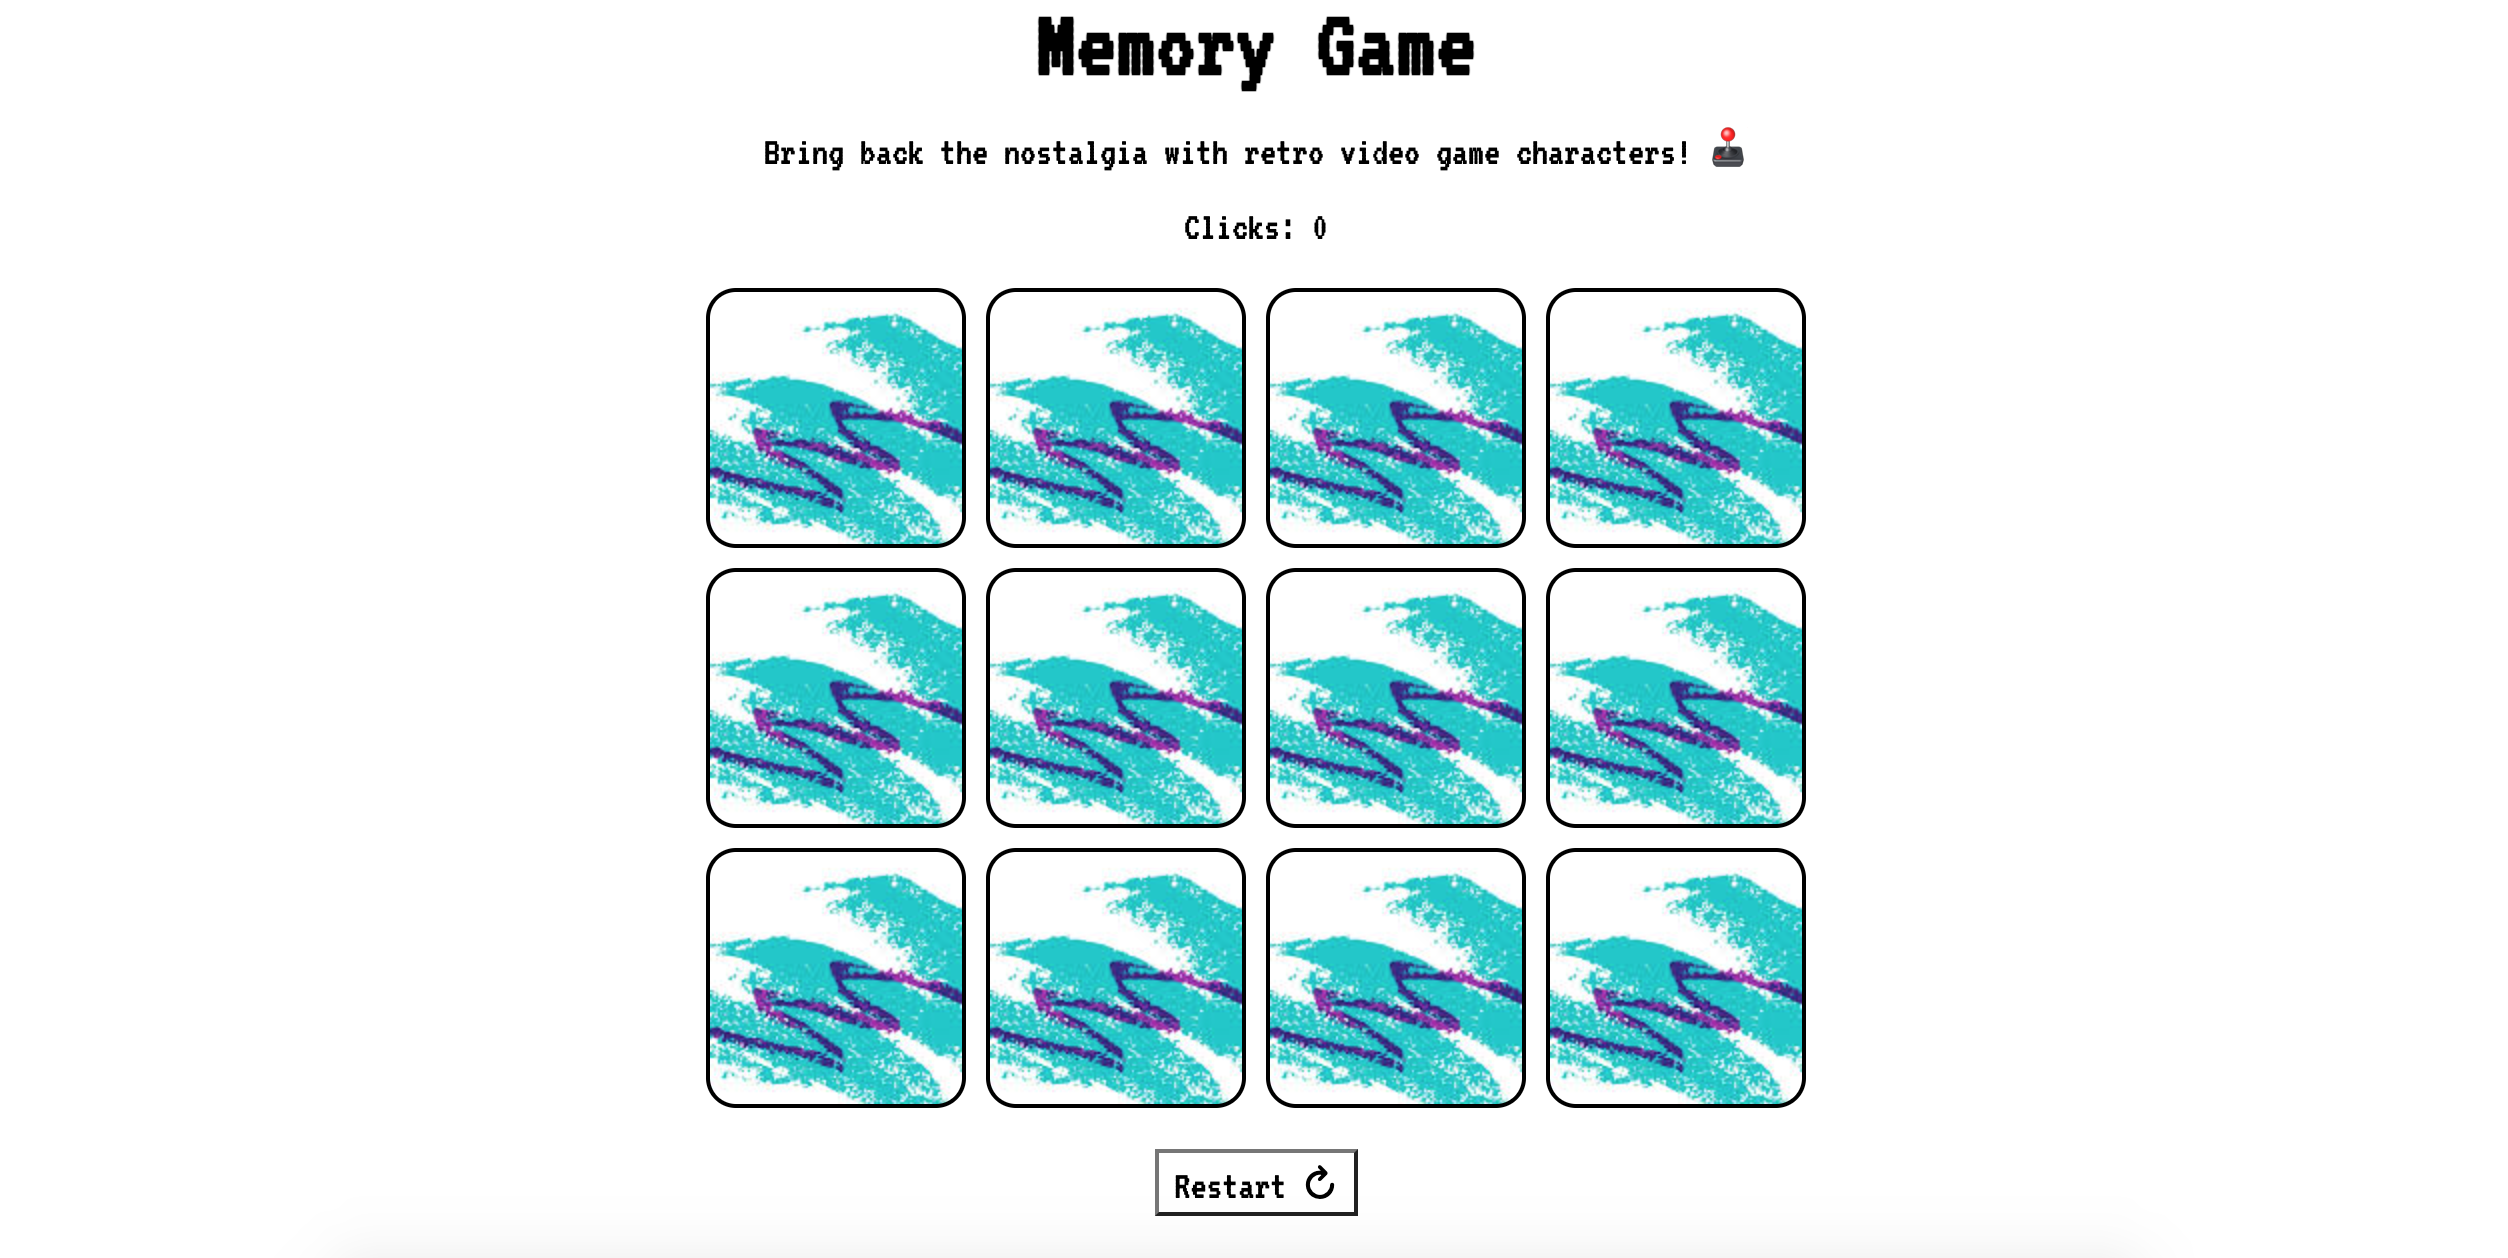 Memory Game
Bring back the nostalgia with retro video game characters! 🕹️
Clicks: 0
Restart ↻